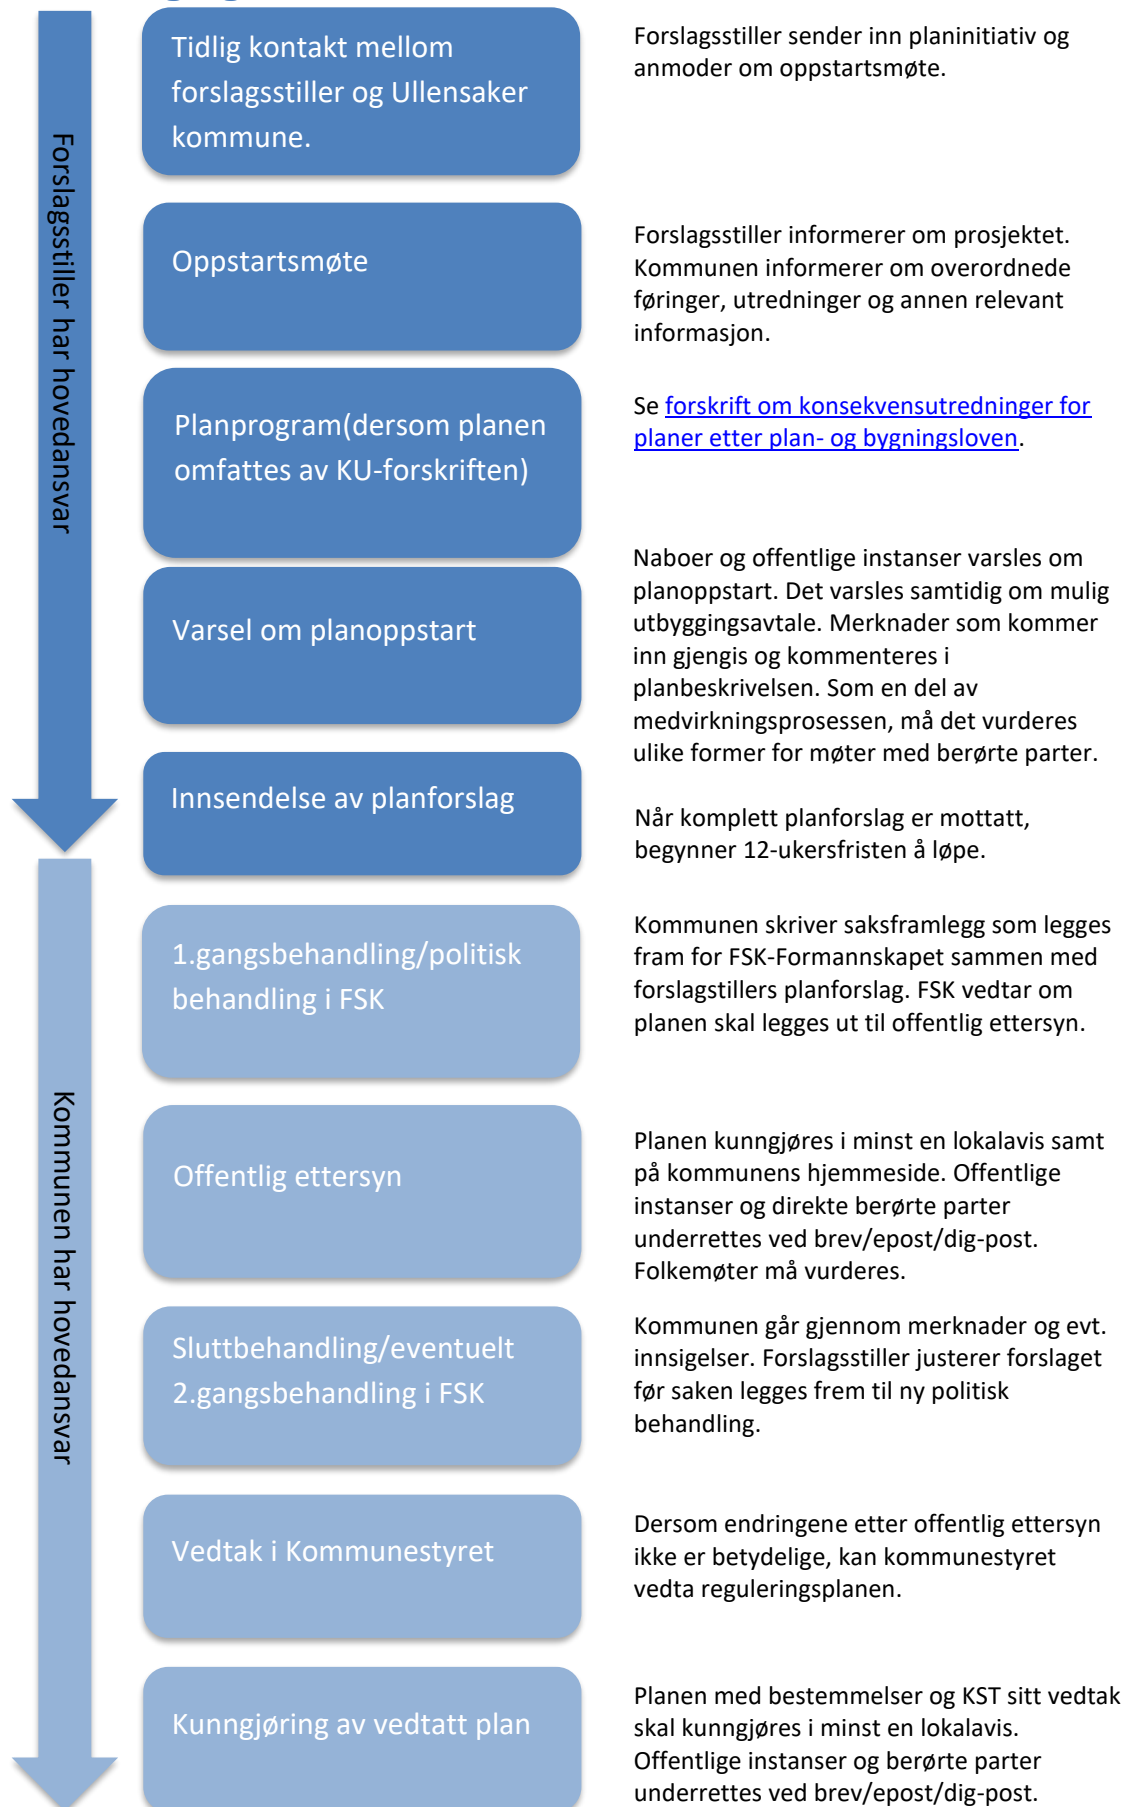 Forslagsstiller har hovedansvar
Tidlig kontakt mellom
forslagsstiller og Ullensaker
kommune.
Forslagsstiller sender inn planinitiativ og
anmoder om oppstartsmøte.
Oppstartsmøte
Forslagsstiller informerer om prosjektet.
Kommunen informerer om overordnede
føringer, utredninger og annen relevant
informasjon.
Planprogram(dersom planen
omfattes av KU-forskriften)
Se forskrift om konsekvensutredninger for
planer etter plan- og bygningsloven.
Varsel om planoppstart
Naboer og offentlige instanser varsles om
planoppstart. Det varsles samtidig om mulig
utbyggingsavtale. Merknader som kommer
inn gjengis og kommenteres i
planbeskrivelsen. Som en del av
medvirkningsprosessen, må det vurderes
ulike former for møter med berørte parter.
Innsendelse av planforslag
Når komplett planforslag er mottatt,
begynner 12-ukersfristen å løpe.
Kommunen har hovedansvar
1.gangsbehandling/politisk
behandling i FSK
Kommunen skriver saksframlegg som legges
fram for FSK-Formannskapet sammen med
forslagstillers planforslag. FSK vedtar om
planen skal legges ut til offentlig ettersyn.
Offentlig ettersyn
Planen kunngjøres i minst en lokalavis samt
på kommunens hjemmeside. Offentlige
instanser og direkte berørte parter
underrettes ved brev/epost/dig-post.
Folkemøter må vurderes.
Sluttbehandling/eventuelt
2.gangsbehandling i FSK
Kommunen går gjennom merknader og evt.
innsigelser. Forslagsstiller justerer forslaget
før saken legges frem til ny politisk
behandling.
Vedtak i Kommunestyret
Dersom endringene etter offentlig ettersyn
ikke er betydelige, kan kommunestyret
vedta reguleringsplanen.
Kunngjøring av vedtatt plan
Planen med bestemmelser og KST sitt vedtak
skal kunngjøres i minst en lokalavis.
Offentlige instanser og berørte parter
underrettes ved brev/epost/dig-post.